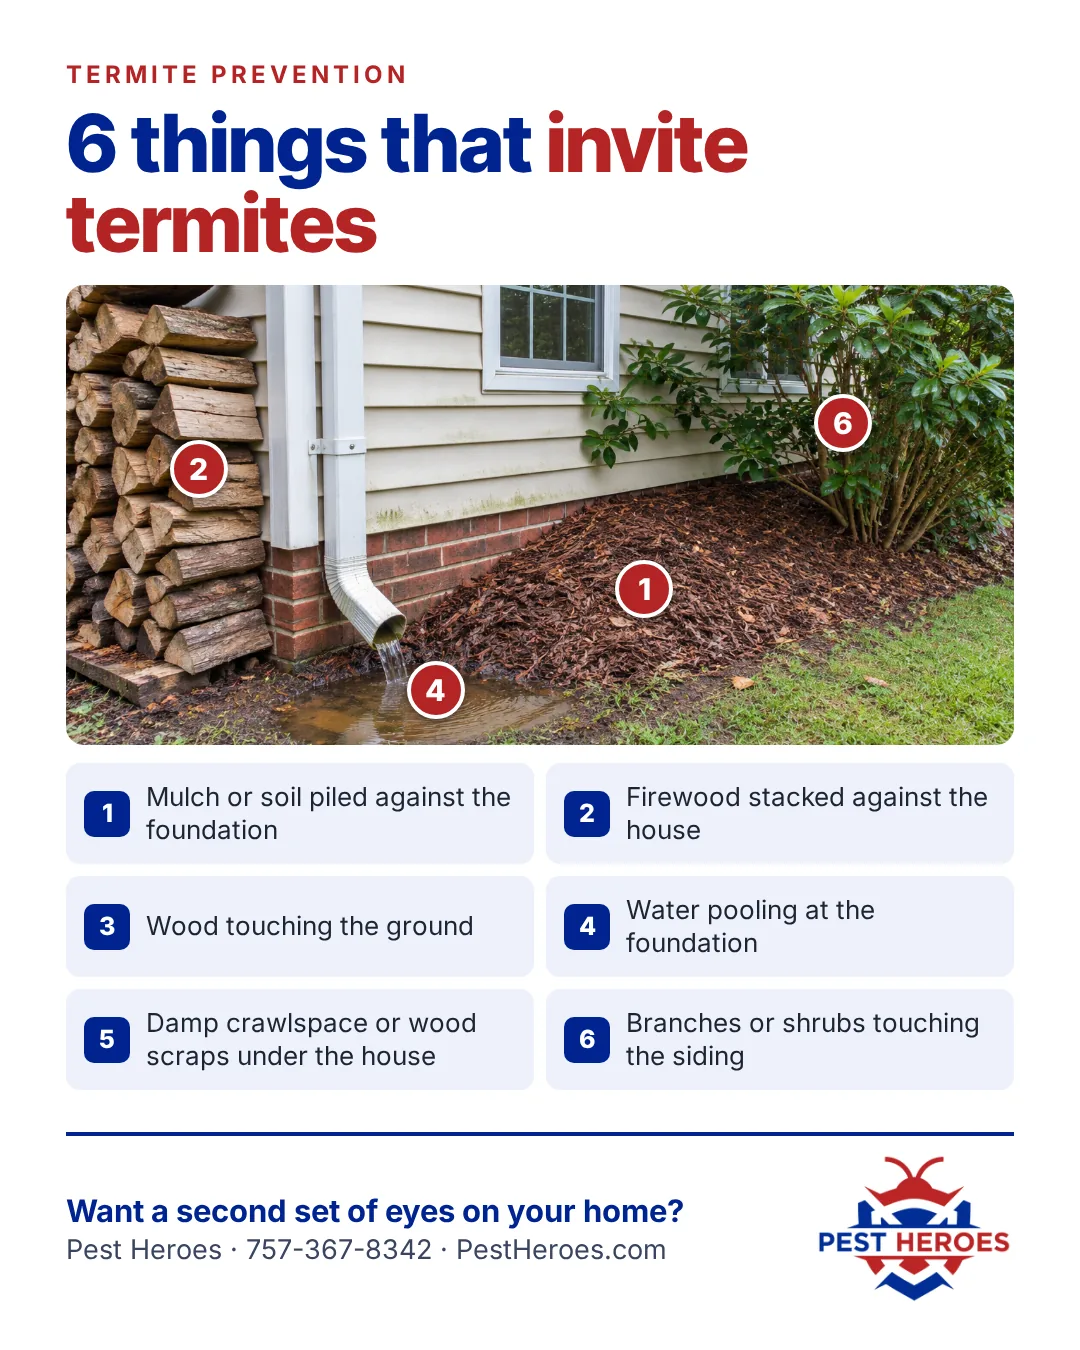 TERMITE PREVENTION
6 things that invite
termites
2
6
1
4
1
Mulch or soil piled against the
foundation
2
Firewood stacked against the
house
3
Wood touching the ground
4
Water pooling at the
foundation
5
Damp crawlspace or wood
scraps under the house
6
Branches or shrubs touching
the siding
Want a second set of eyes on your home?
Pest Heroes · 757-367-8342 · PestHeroes.com
PEST HEROES